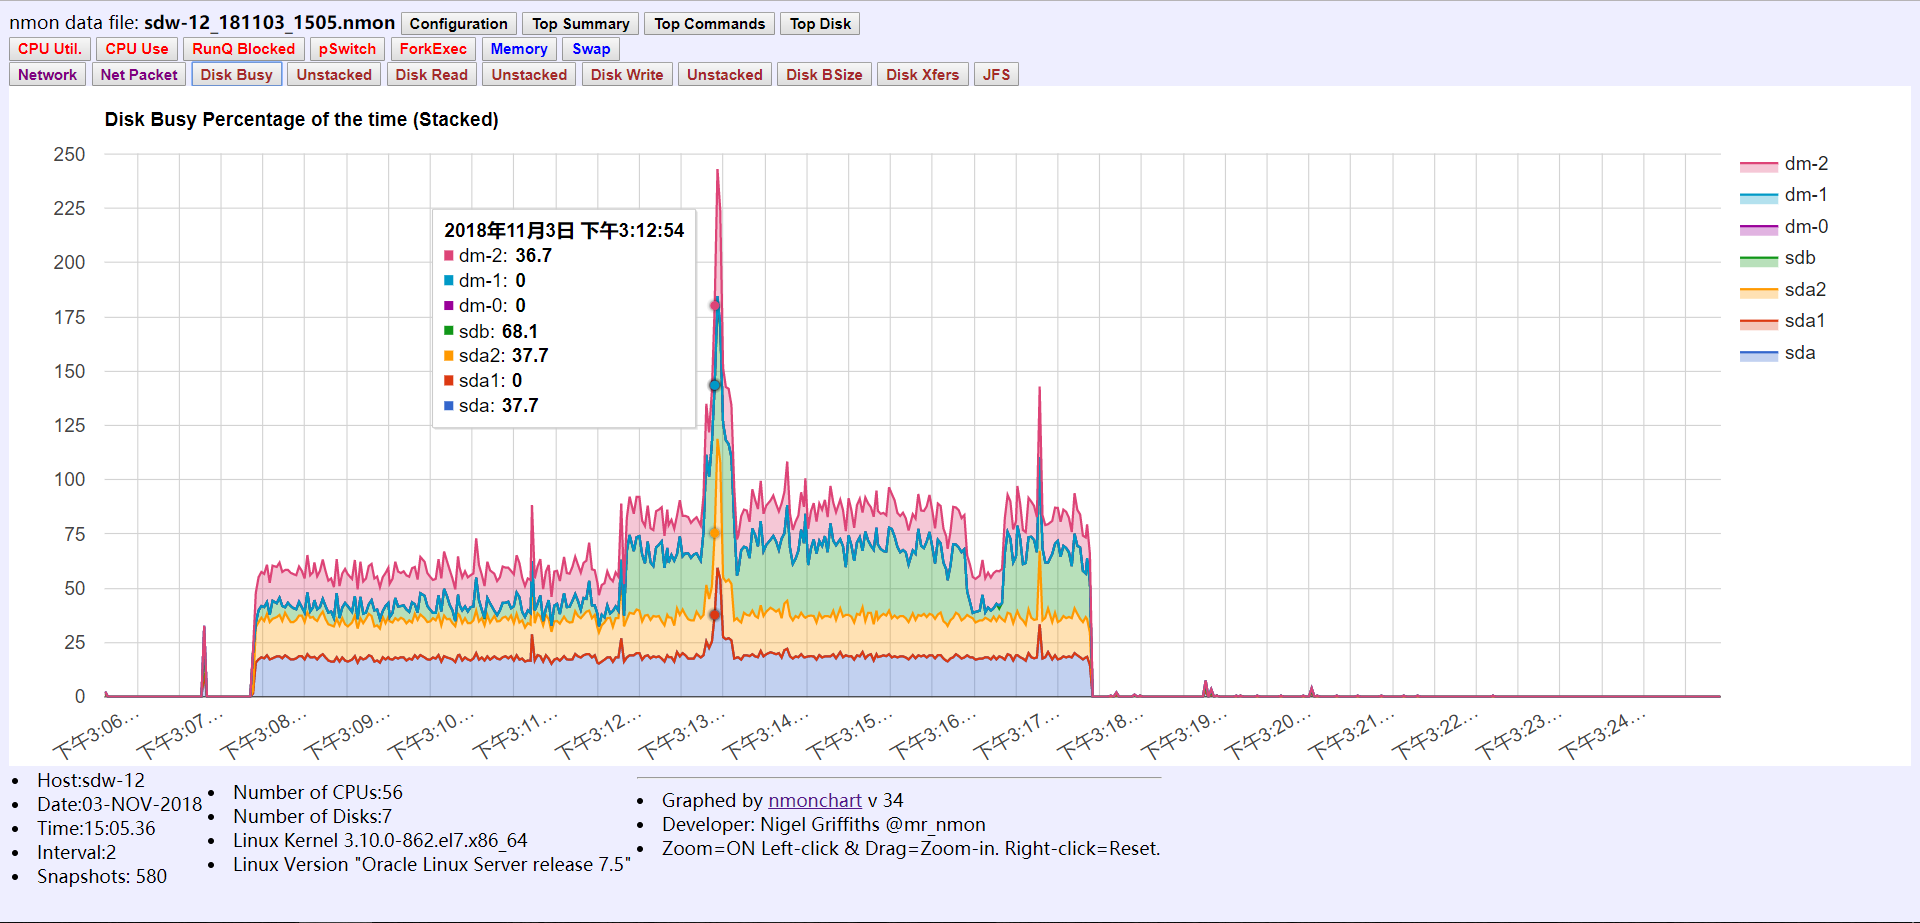 nmon data file: sdw-12_181103_1505.nmon Configuration Top Summary Top Commands Top Disk
CPU Util. CPU Use RunQ Blocked pSwitch ForkExec Memory Swap
Network Net Packet Disk Busy Unstacked Disk Read Unstacked Disk Write Unstacked Disk BSize Disk Xfers JFS
Disk Busy Percentage of the time (Stacked)
250
225
200
175
150
125
100
75
50
25
0
2018年11月3日 下午3:12:54
dm-2: 36.7
dm-1: 0
dm-0: 0
sdb: 68.1
sda2: 37.7
sda1: 0
sda: 37.7
dm-2
dm-1
dm-0
sdb
sda2
sda1
sda
下午3:06…
下午3:07…
下午3:08…
下午3:09…
下午3:10…
下午3:11…
下午3:12…
下午3:13…
下午3:14…
下午3:15…
下午3:16…
下午3:17…
下午3:18…
下午3:19…
下午3:20…
下午3:21…
下午3:22…
下午3:23…
下午3:24…
Host:sdw-12
Date:03-NOV-2018
Time:15:05.36
Interval:2
Snapshots: 580
Number of CPUs:56
Number of Disks:7
Linux Kernel 3.10.0-862.el7.x86_64
Linux Version "Oracle Linux Server release 7.5"
Graphed by nmonchart v 34
Developer: Nigel Griffiths @mr_nmon
Zoom=ON Left-click & Drag=Zoom-in. Right-click=Reset.